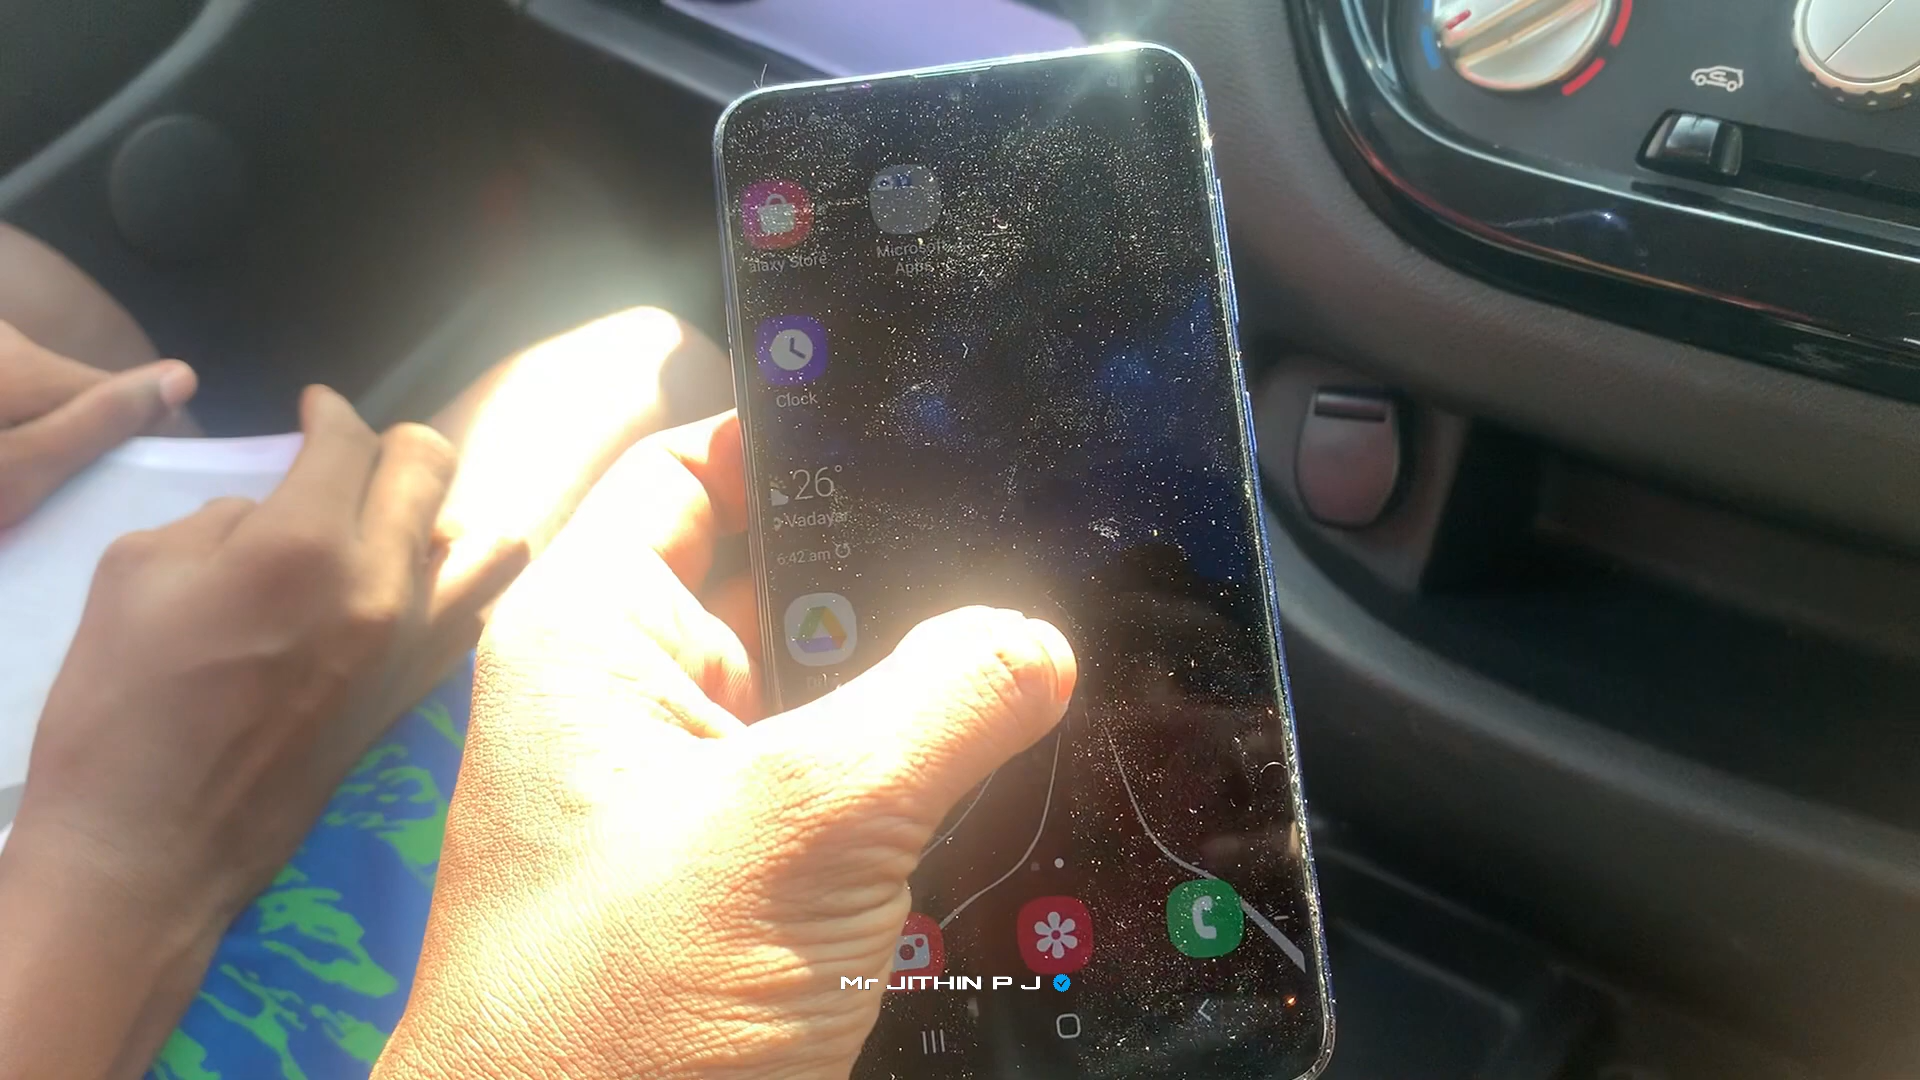 alaxy Store
Microsoft
Apps
Clock
26°
Vadayar
6:42 am
Mr JITHIN P J